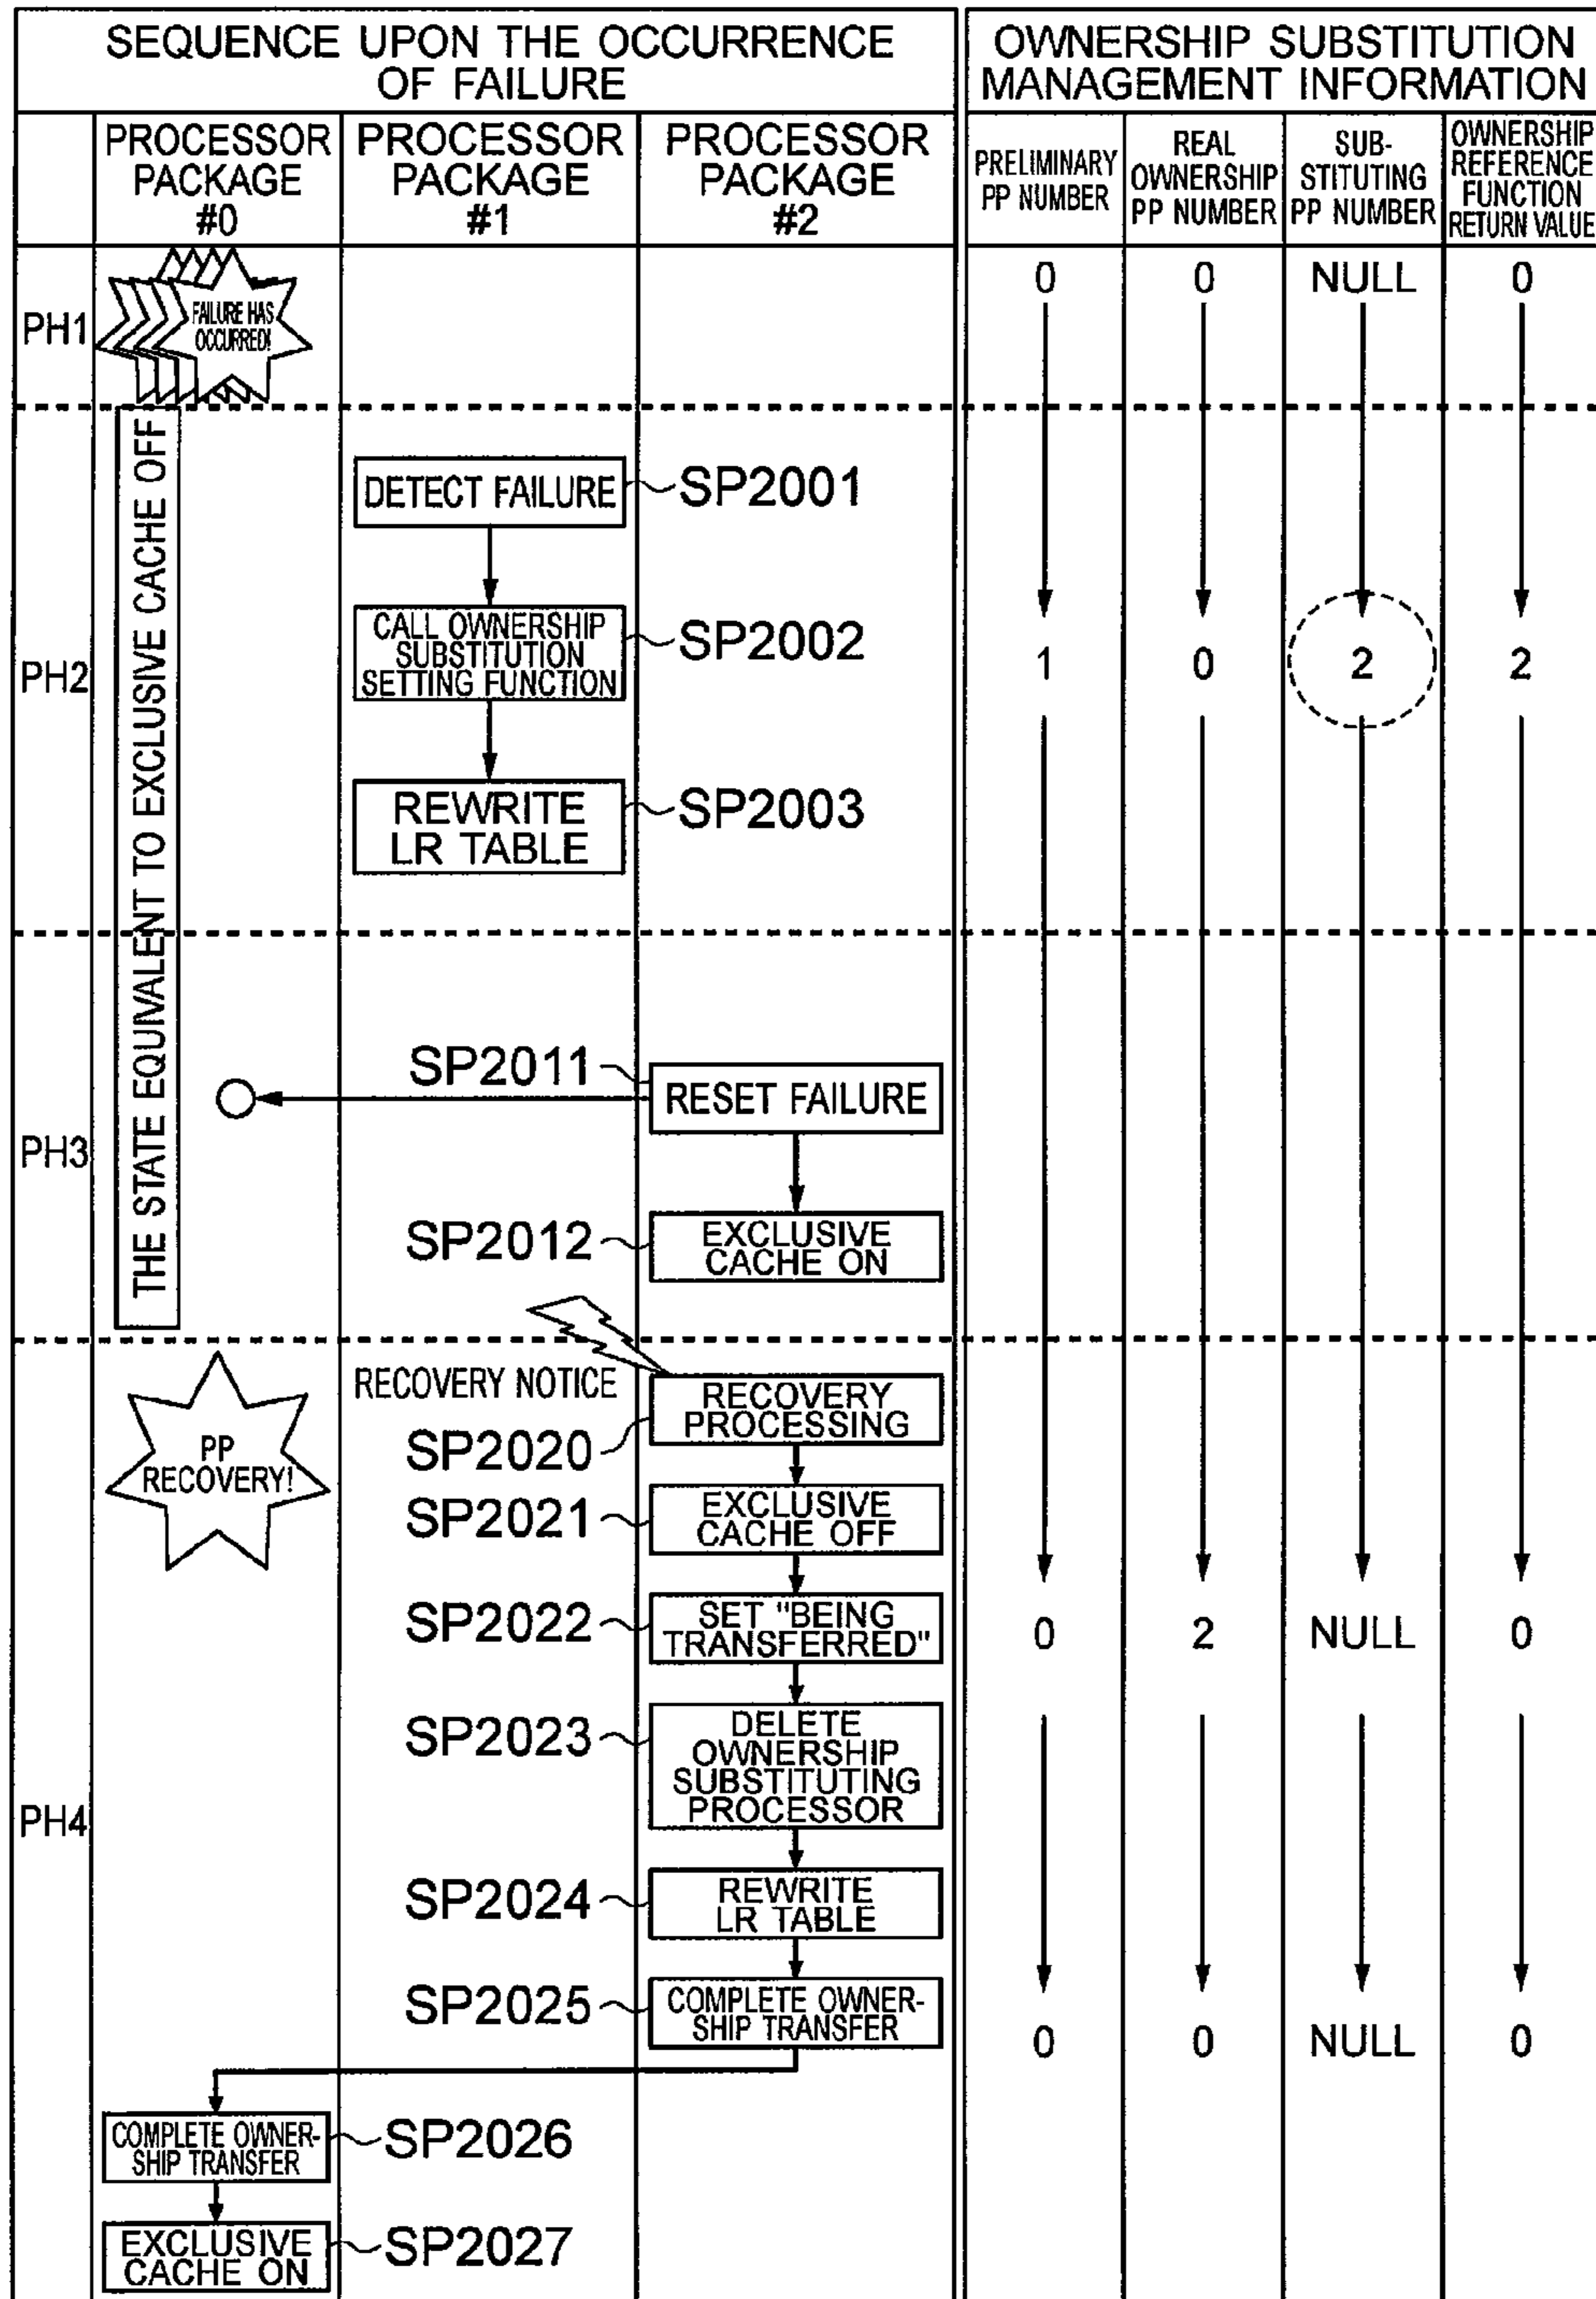 SEQUENCE UPON THE OCCURRENCE
OF FAILURE
OWNERSHIP SUBSTITUTION
MANAGEMENT INFORMATION
PROCESSOR
PACKAGE
#0
PROCESSOR
PACKAGE
#1
PROCESSOR
PACKAGE
#2
PRELIMINARY
PP NUMBER
REAL
OWNERSHIP
PP NUMBER
SUB-
STITUTING
PP NUMBER
OWNERSHIP
REFERENCE
FUNCTION
RETURN VALUE
PH1
FAILURE HAS
OCCURRED!
0
0
NULL
0
PH2
THE STATE EQUIVALENT TO EXCLUSIVE CACHE OFF
DETECT FAILURE
SP2001
CALL OWNERSHIP
SUBSTITUTION
SETTING FUNCTION
SP2002
1
0
2
2
REWRITE
LR TABLE
SP2003
PH3
SP2011
RESET FAILURE
SP2012
EXCLUSIVE
CACHE ON
PH4
PP
RECOVERY!
RECOVERY NOTICE
SP2020
RECOVERY
PROCESSING
SP2021
EXCLUSIVE
CACHE OFF
SP2022
SET "BEING
TRANSFERRED"
0
2
NULL
0
SP2023
DELETE
OWNERSHIP
SUBSTITUTING
PROCESSOR
SP2024
REWRITE
LR TABLE
SP2025
COMPLETE OWNER-
SHIP TRANSFER
0
0
NULL
0
COMPLETE OWNER-
SHIP TRANSFER
SP2026
EXCLUSIVE
CACHE ON
SP2027